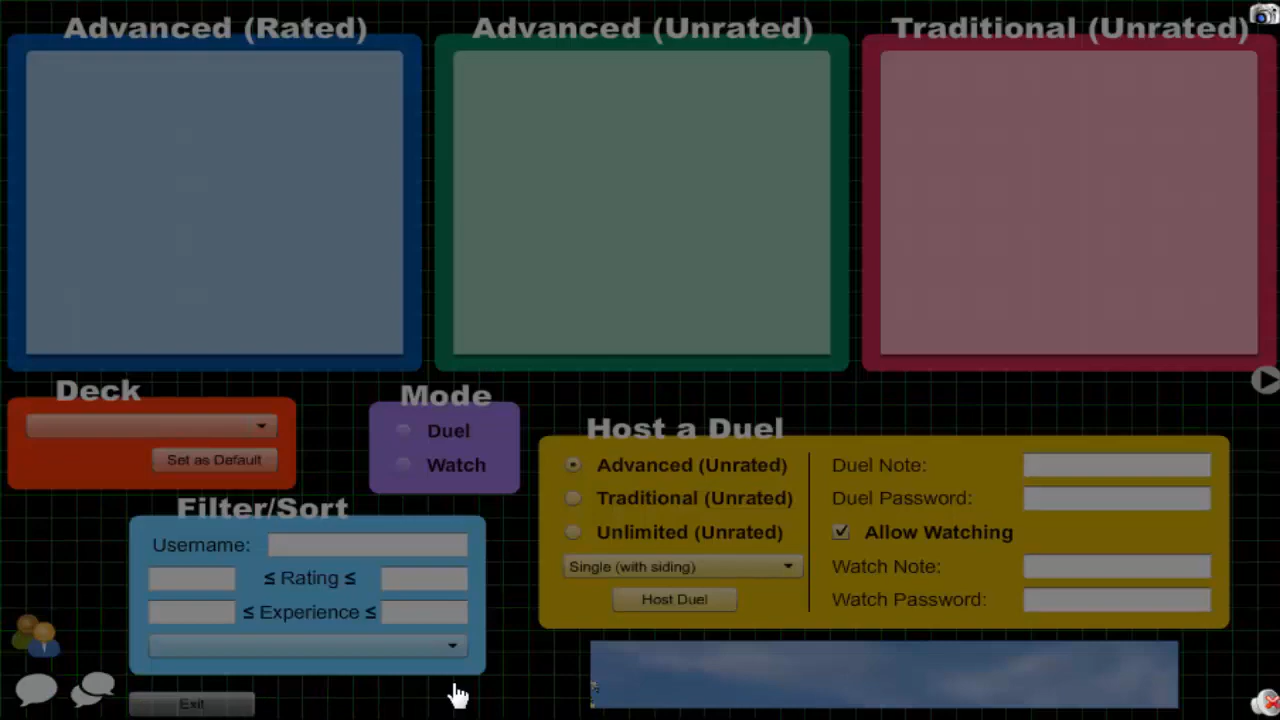 Advanced (Rated)
Advanced (Unrated)
Traditional (Unrated)
Deck
Set as Default
Mode
Duel
Watch
Filter/Sort
Username:
≤ Rating ≤
≤ Experience ≤
Exit
Host a Duel
Advanced (Unrated)
Traditional (Unrated)
Unlimited (Unrated)
Single (with siding)
Host Duel
Duel Note:
Duel Password:
Allow Watching
Watch Note:
Watch Password: